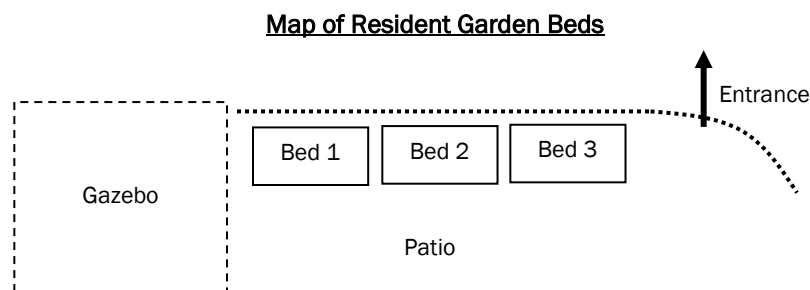 Map of Resident Garden Beds
Entrance
Bed 1
Bed 2
Bed 3
Gazebo
Patio